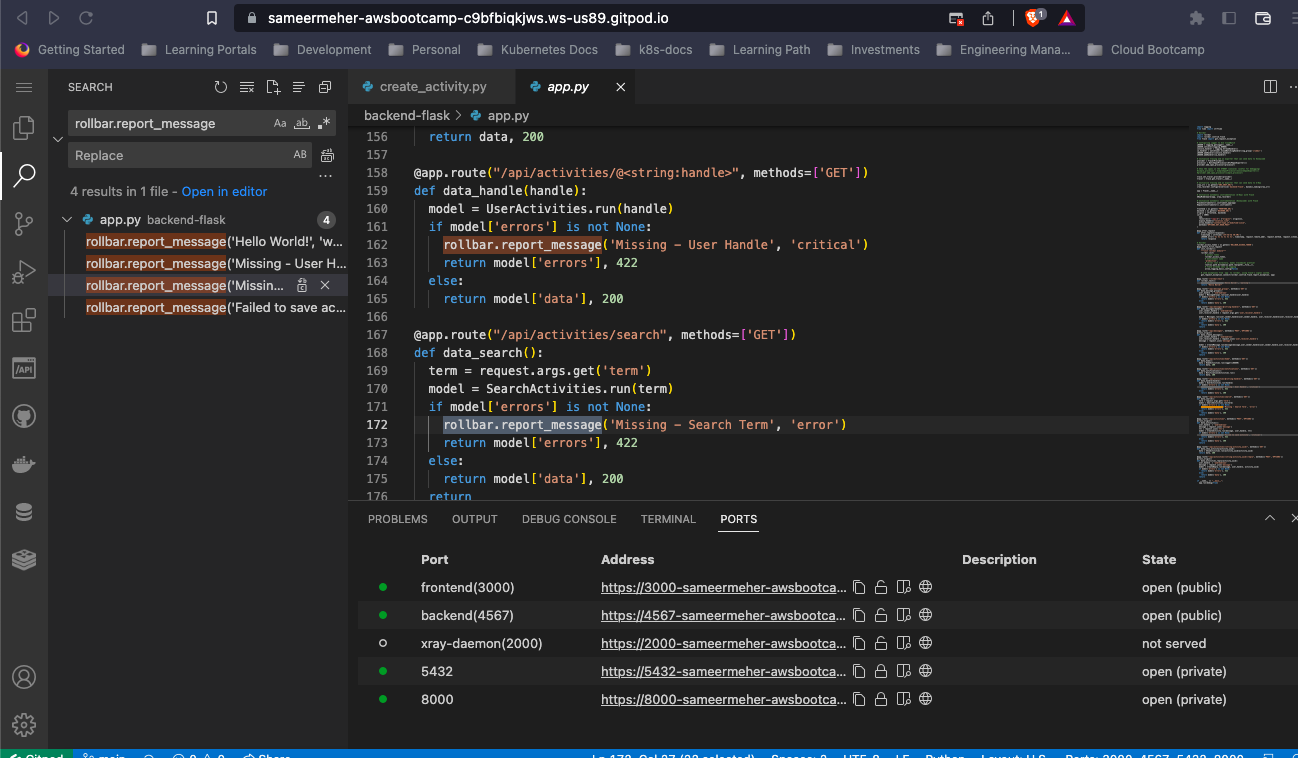 sameermeher-awsbootcamp-c9bfbiqkjws.ws-us89.gitpod.io
1
Getting Started
Learning Portals
Development
Personal
Kubernetes Docs
k8s-docs
Learning Path
Investments
Engineering Mana...
Cloud Bootcamp
SEARCH
rollbar.report_message
Aa
ab
.*
Replace
AB
...
4 results in 1 file - Open in editor
app.py backend-flask
4
rollbar.report_message('Hello World!', 'w...
rollbar.report_message('Missing - User H...
rollbar.report_message('Missin...
rollbar.report_message('Failed to save ac...
/API
create_activity.py
app.py
backend-flask > app.py
156 return data, 200
157
158 @app.route("/api/activities/@<string:handle>", methods=['GET'])
159 def data_handle(handle):
160 model = UserActivities.run(handle)
161 if model['errors'] is not None:
162 rollbar.report_message('Missing - User Handle', 'critical')
163 return model['errors'], 422
164 else:
165 return model['data'], 200
166
167 @app.route("/api/activities/search", methods=['GET'])
168 def data_search():
169 term = request.args.get('term')
170 model = SearchActivities.run(term)
171 if model['errors'] is not None:
172 rollbar.report_message('Missing - Search Term', 'error')
173 return model['errors'], 422
174 else:
175 return model['data'], 200
176 return
PROBLEMS
OUTPUT
DEBUG CONSOLE
TERMINAL
PORTS
Port Address Description State
frontend(3000) https://3000-sameermeher-awsbootca... open (public)
backend(4567) https://4567-sameermeher-awsbootca... open (public)
xray-daemon(2000) https://2000-sameermeher-awsbootca... not served
5432 https://5432-sameermeher-awsbootca... open (private)
8000 https://8000-sameermeher-awsbootca... open (private)
Gitpod main Share